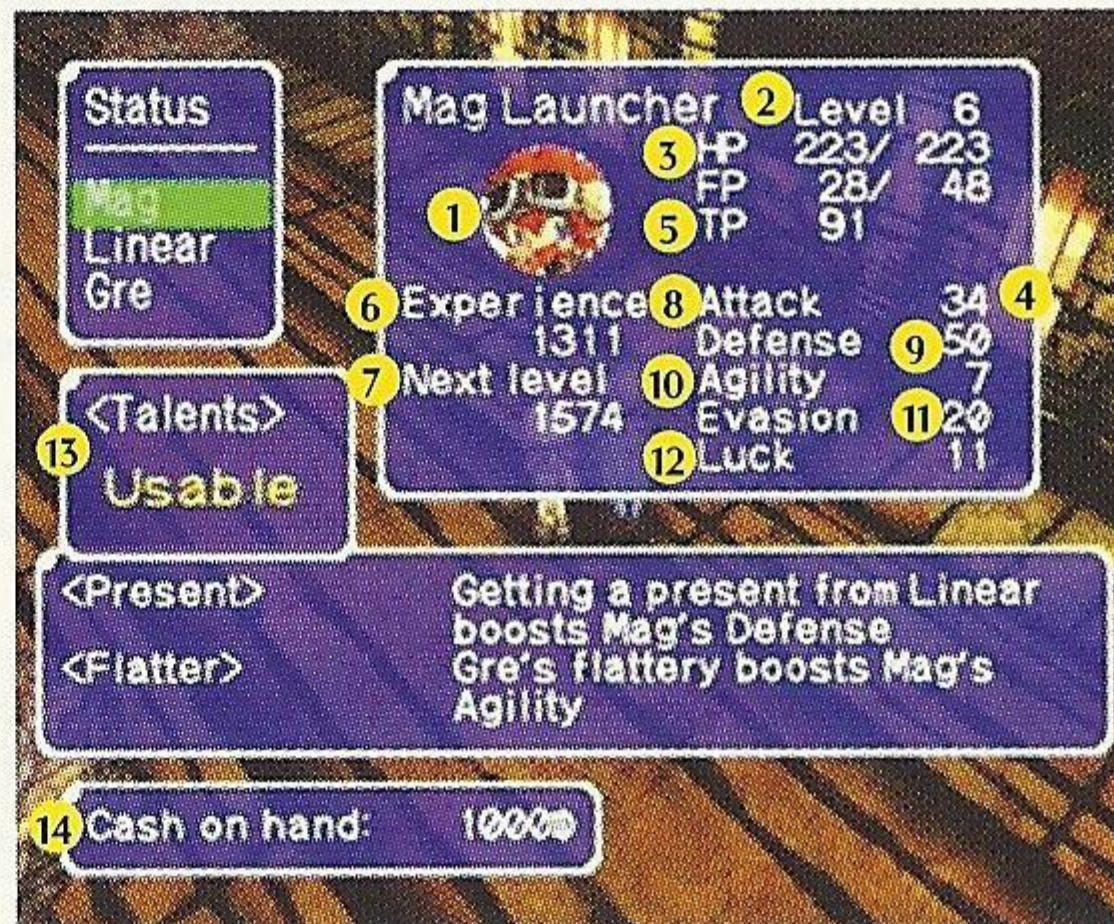 Status
Mag
Linear
Gre
Mag Launcher 2 Level 6
3 HP 223/ 223
FP 28/ 48
1
5 TP 91
6 Experience 8 Attack 34 4
1311 Defense 9 50
7 Next level 10 Agility 7
1574 Evasion 11 20
12 Luck 11
<Talents>
13
Usable
<Present> Getting a present from Linear
boosts Mag's Defense
<Flatter> Gre's flattery boosts Mag's
Agility
14 Cash on hand: 1000